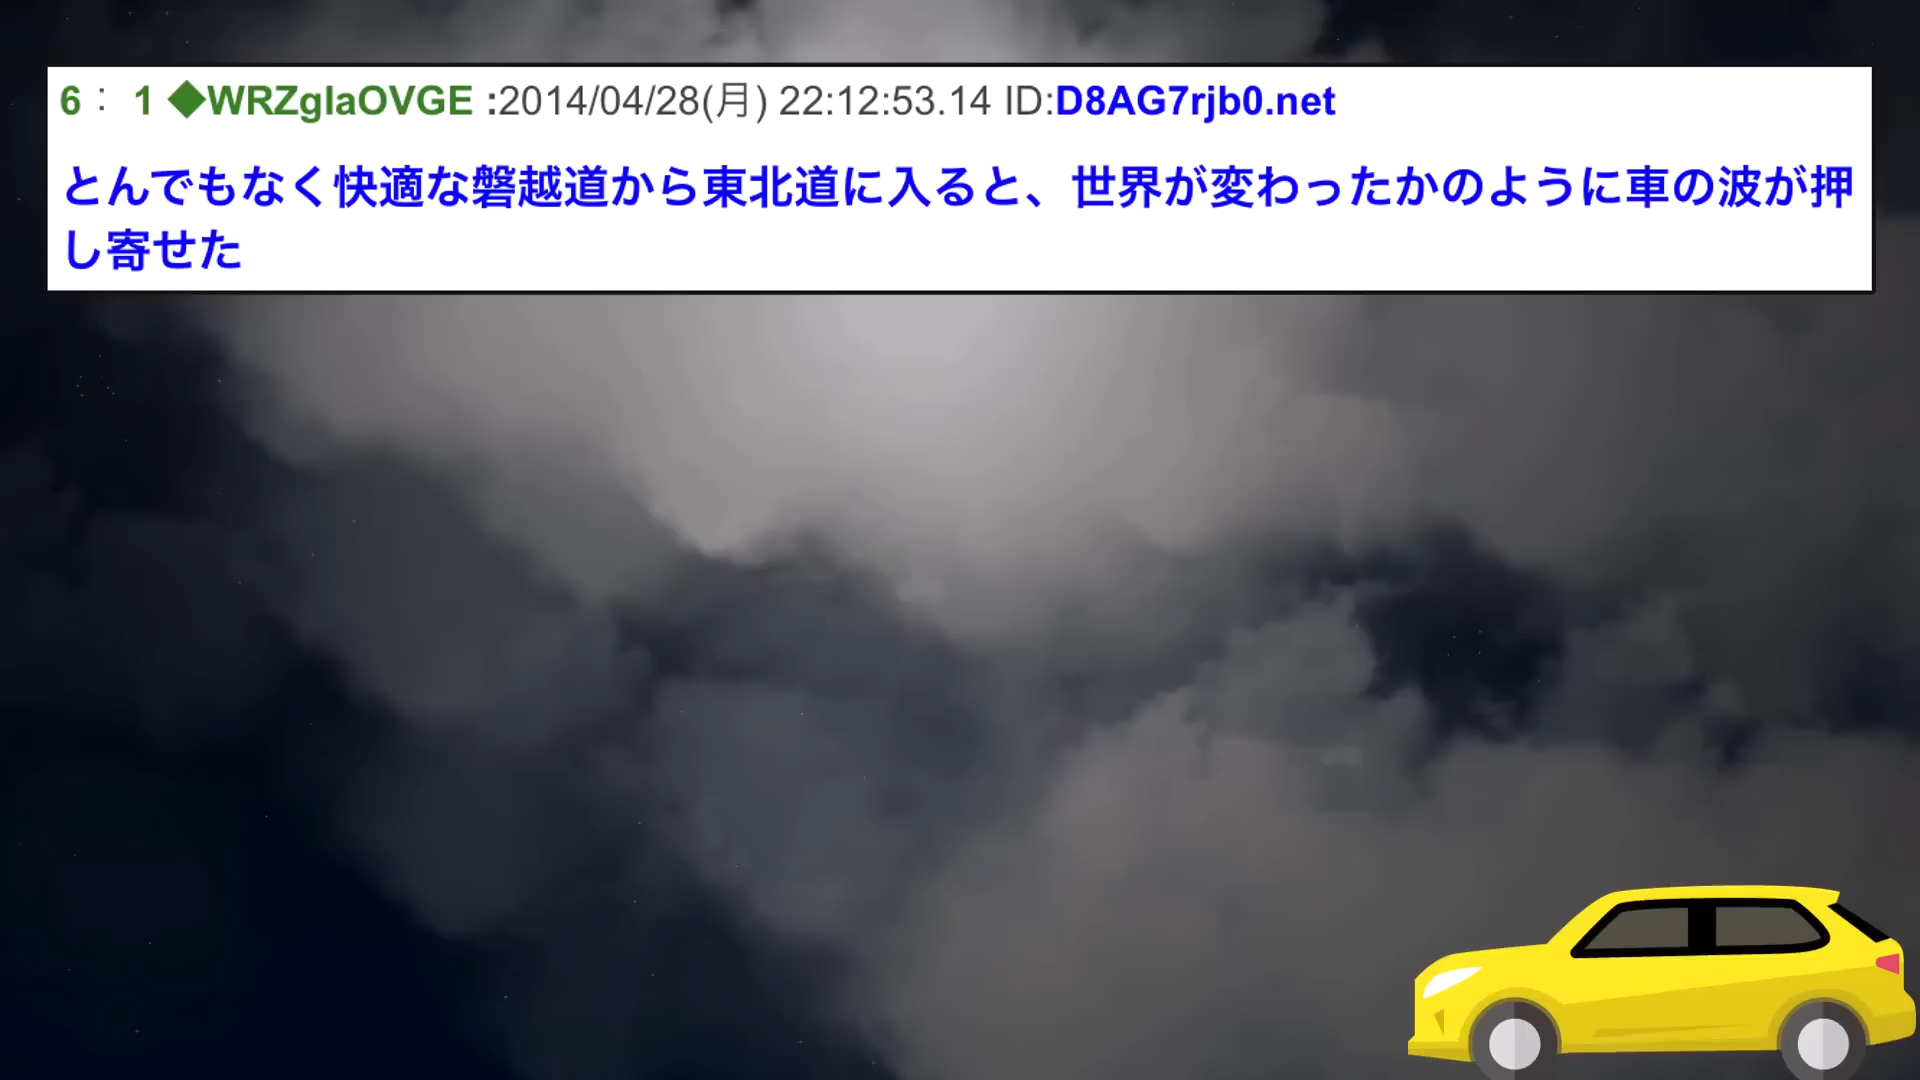 6： 1 ◆WRZgIaOVGE :2014/04/28(月) 22:12:53.14 ID:D8AG7rjb0.net
とんでもなく快適な磐越道から東北道に入ると、世界が変わったかのように車の波が押
し寄せた